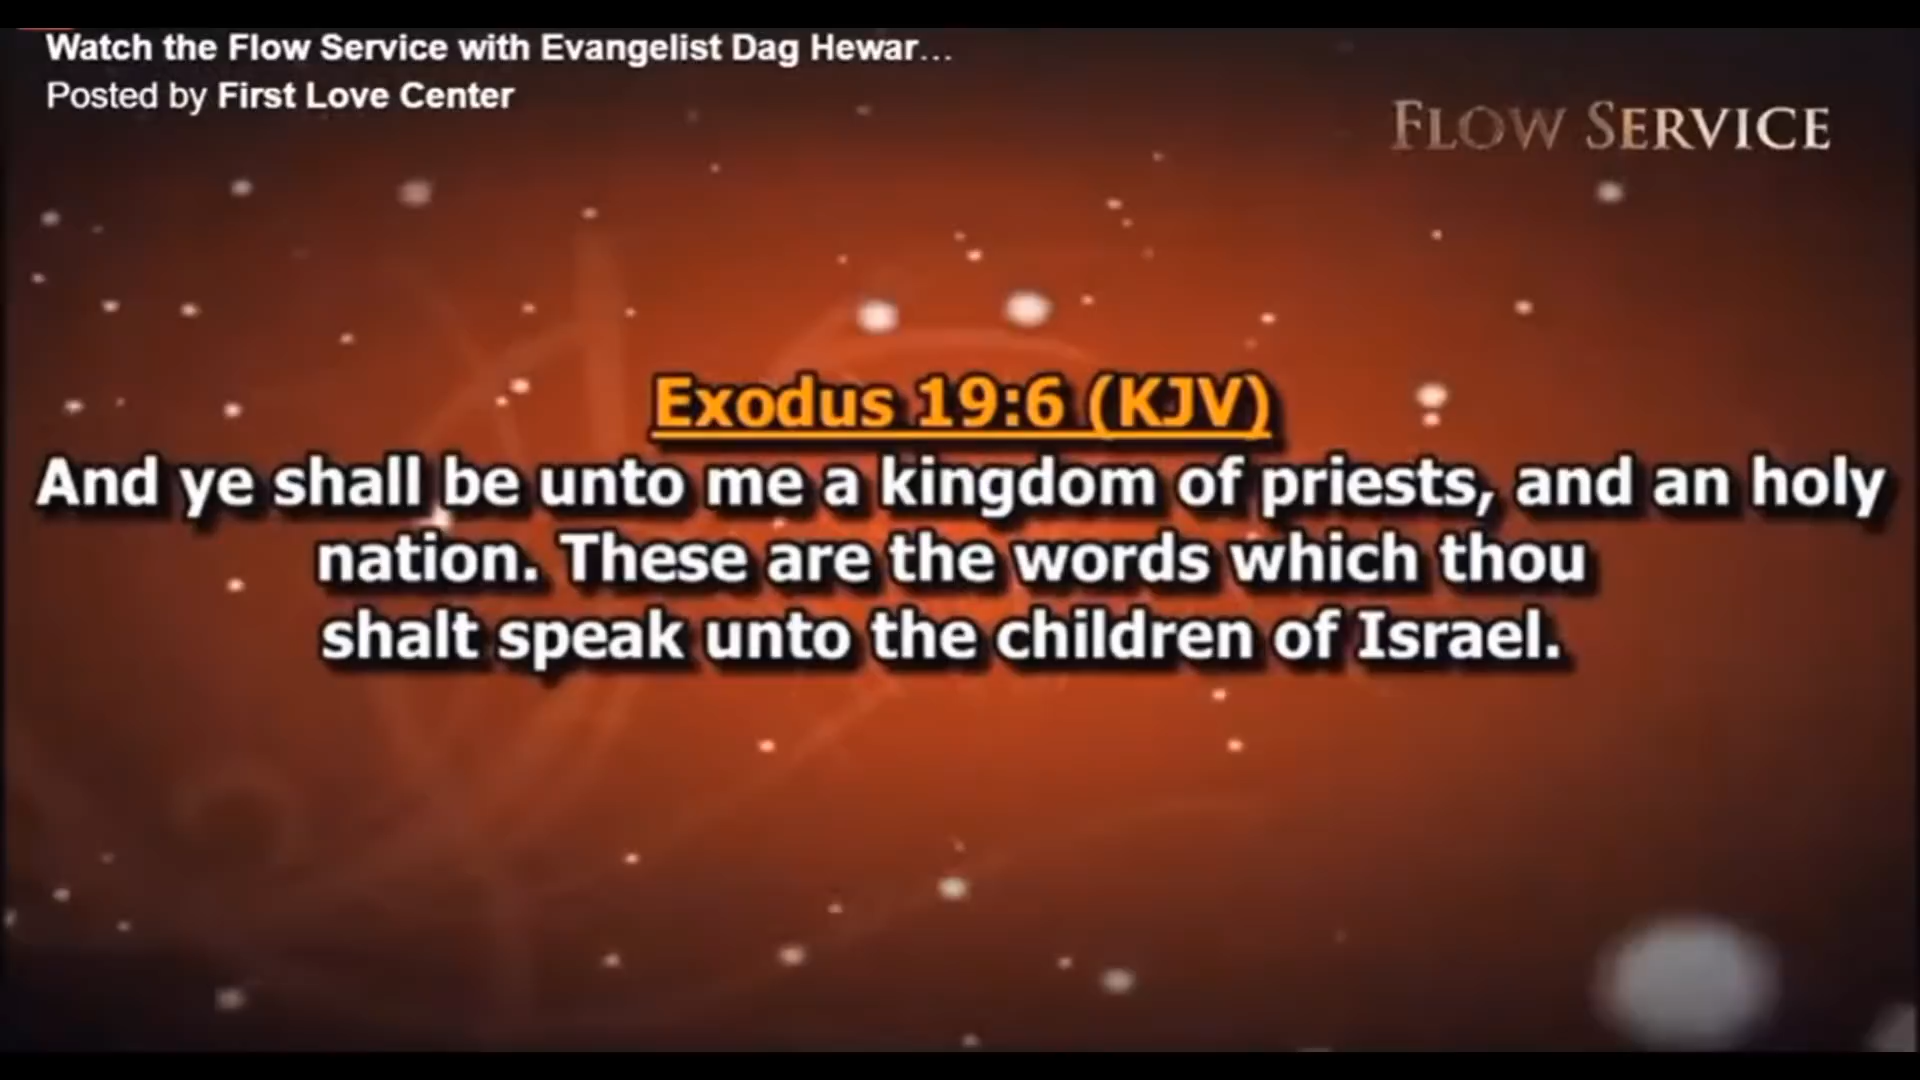 Watch the Flow Service with Evangelist Dag Hewar...
Posted by First Love Center
FLOW SERVICE
Exodus 19:6 (KJV)
And ye shall be unto me a kingdom of priests, and an holy
nation. These are the words which thou
shalt speak unto the children of Israel.